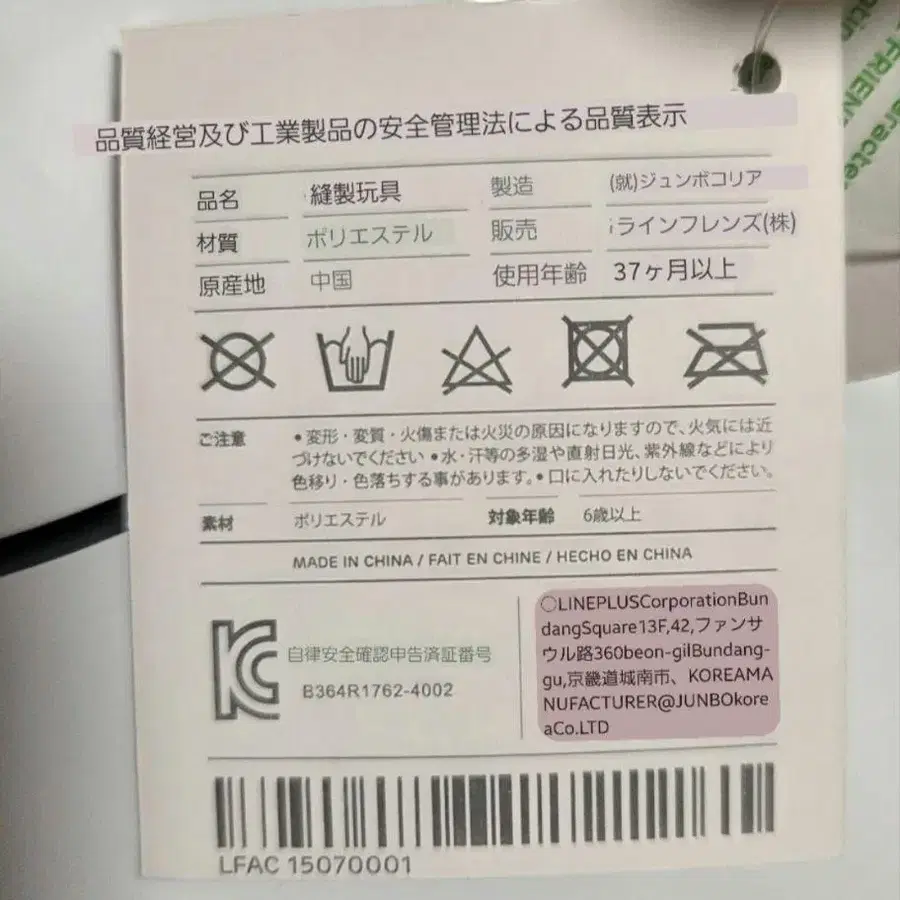 品質経営及び工業製品の安全管理法による品質表示
品名 縫製玩具 製造 (就)ジュンボコリア
材質 ポリエステル 販売 ラインフレンズ(株)
原産地 中国 使用年齢 37ヶ月以上
ご注意 •変形・変質・火傷または火災の原因になりますので、火気には近
づけないでください •水・汗等の多湿や直射日光、紫外線などにより
色移り・色落ちする事があります。•口に入れたりしないでください。
素材 ポリエステル 対象年齢 6歳以上
MADE IN CHINA / FAIT EN CHINE / HECHO EN CHINA
自律安全確認申告済証番号
B364R1762-4002
○LINEPLUSCorporationBun
dangSquare13F,42,ファンサ
ウル路360beon-gilBundang-
gu,京畿道城南市、KOREAMA
NUFACTURER@JUNBOkore
aCo.LTD
LFAC 15070001